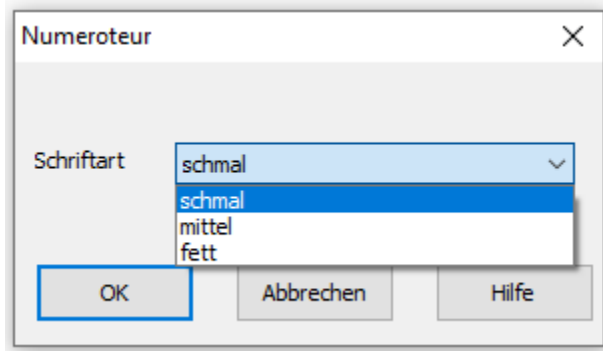 Numeroteur
Schriftart schmal
schmal
mittel
fett
OK Abbrechen Hilfe